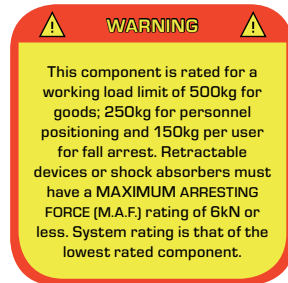 WARNING
This component is rated for a
working load limit of 500kg for
goods; 250kg for personnel
positioning and 150kg per user
for fall arrest. Retractable
devices or shock absorbers must
have a MAXIMUM ARRESTING
FORCE (M.A.F.) rating of 6kN or
less. System rating is that of the
lowest rated component.